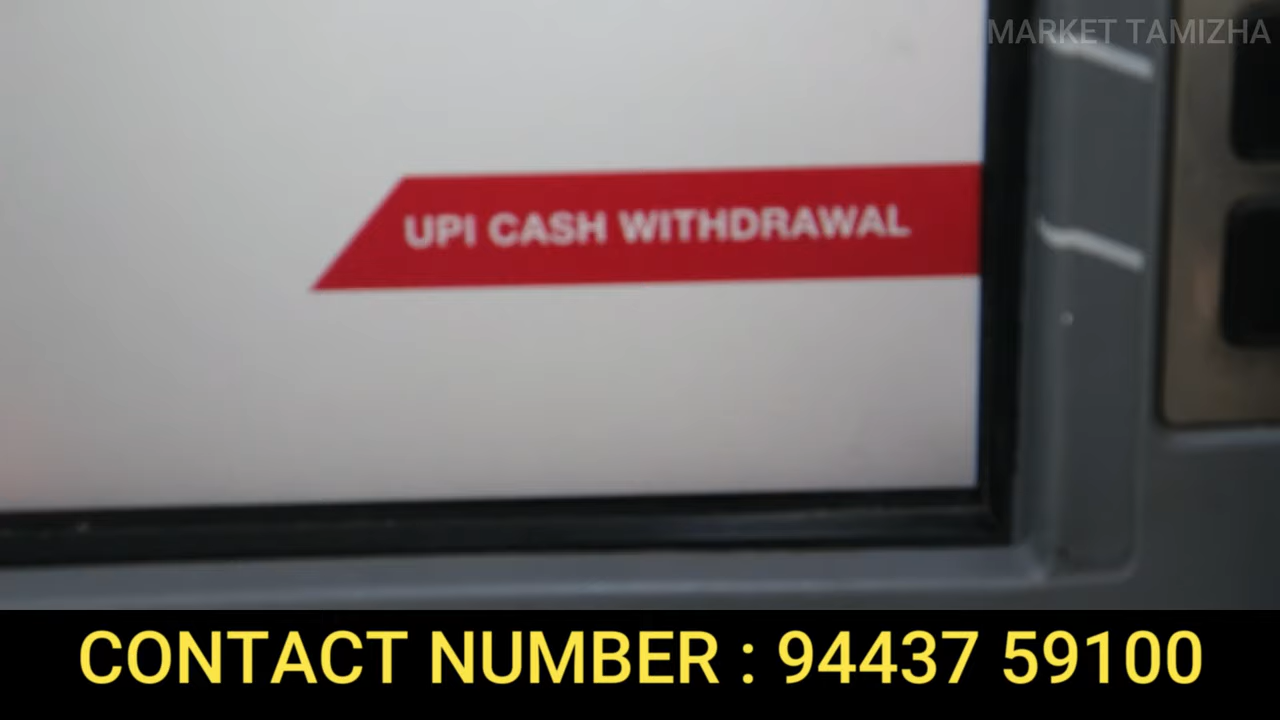 MARKET TAMIZHA
UPI CASH WITHDRAWAL
CONTACT NUMBER : 94437 59100